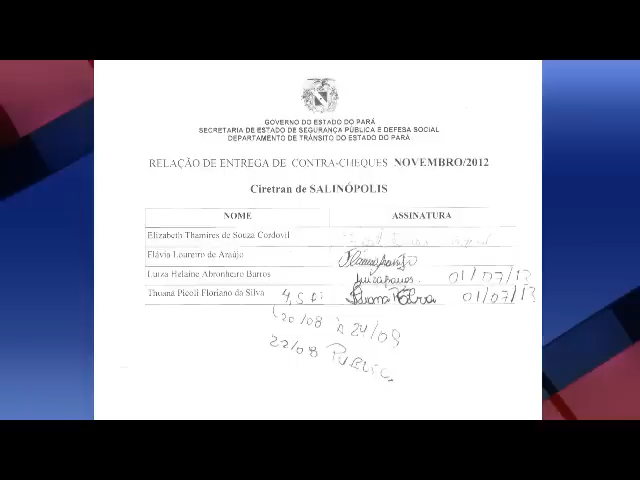 GOVERNO DO ESTADO DO PARÁ
SECRETARIA DE ESTADO DE SEGURANÇA PÚBLICA E DEFESA SOCIAL
DEPARTAMENTO DE TRÂNSITO DO ESTADO DO PARÁ
RELAÇÃO DE ENTREGA DE CONTRA-CHEQUES NOVEMBRO/2012
Ciretran de SALINÓPOLIS
NOME ASSINATURA
Elizabeth Thamires de Souza Cordovil
Flávia Loureiro de Araújo
Luiza Helaine Abronheiro Barros 01/07/13
Thuana Picoli Floriano da Silva 01/07/13
20/08 À 24/08
22/08 PUBLIC.